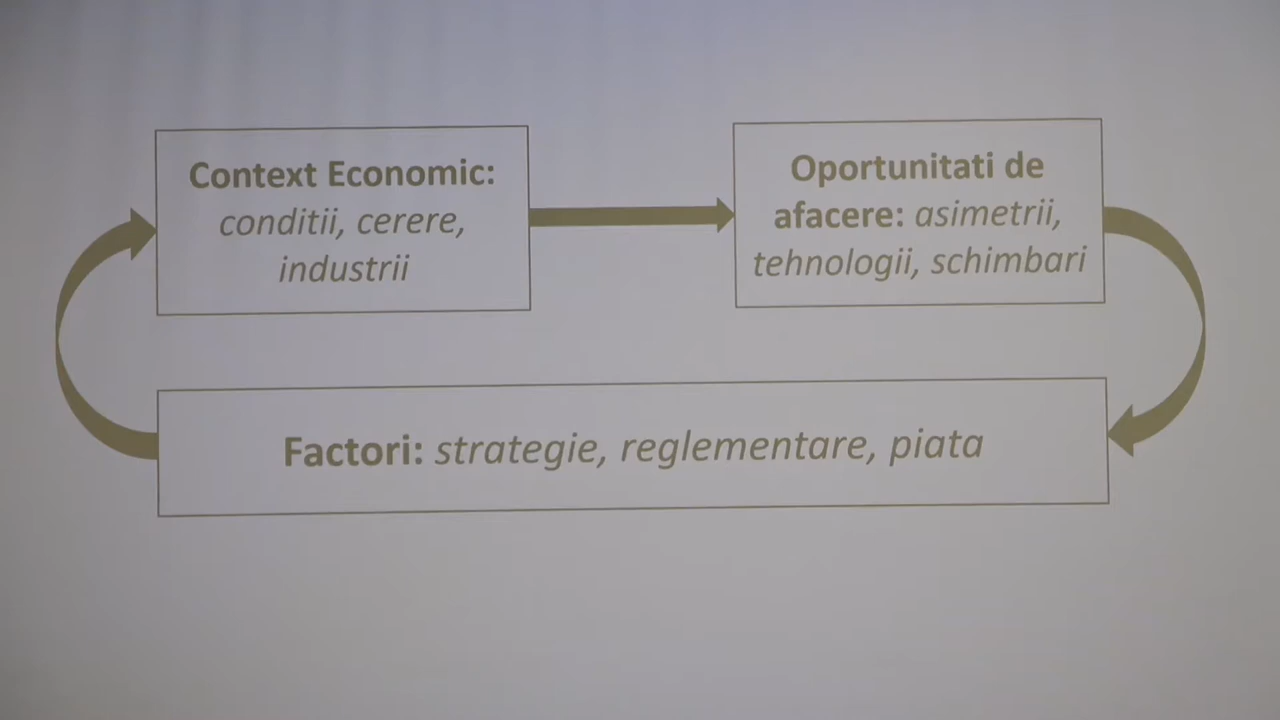 Context Economic:
conditii, cerere,
industrii
Oportunitati de
afacere: asimetrii,
tehnologii, schimbari
Factori: strategie, reglementare, piata